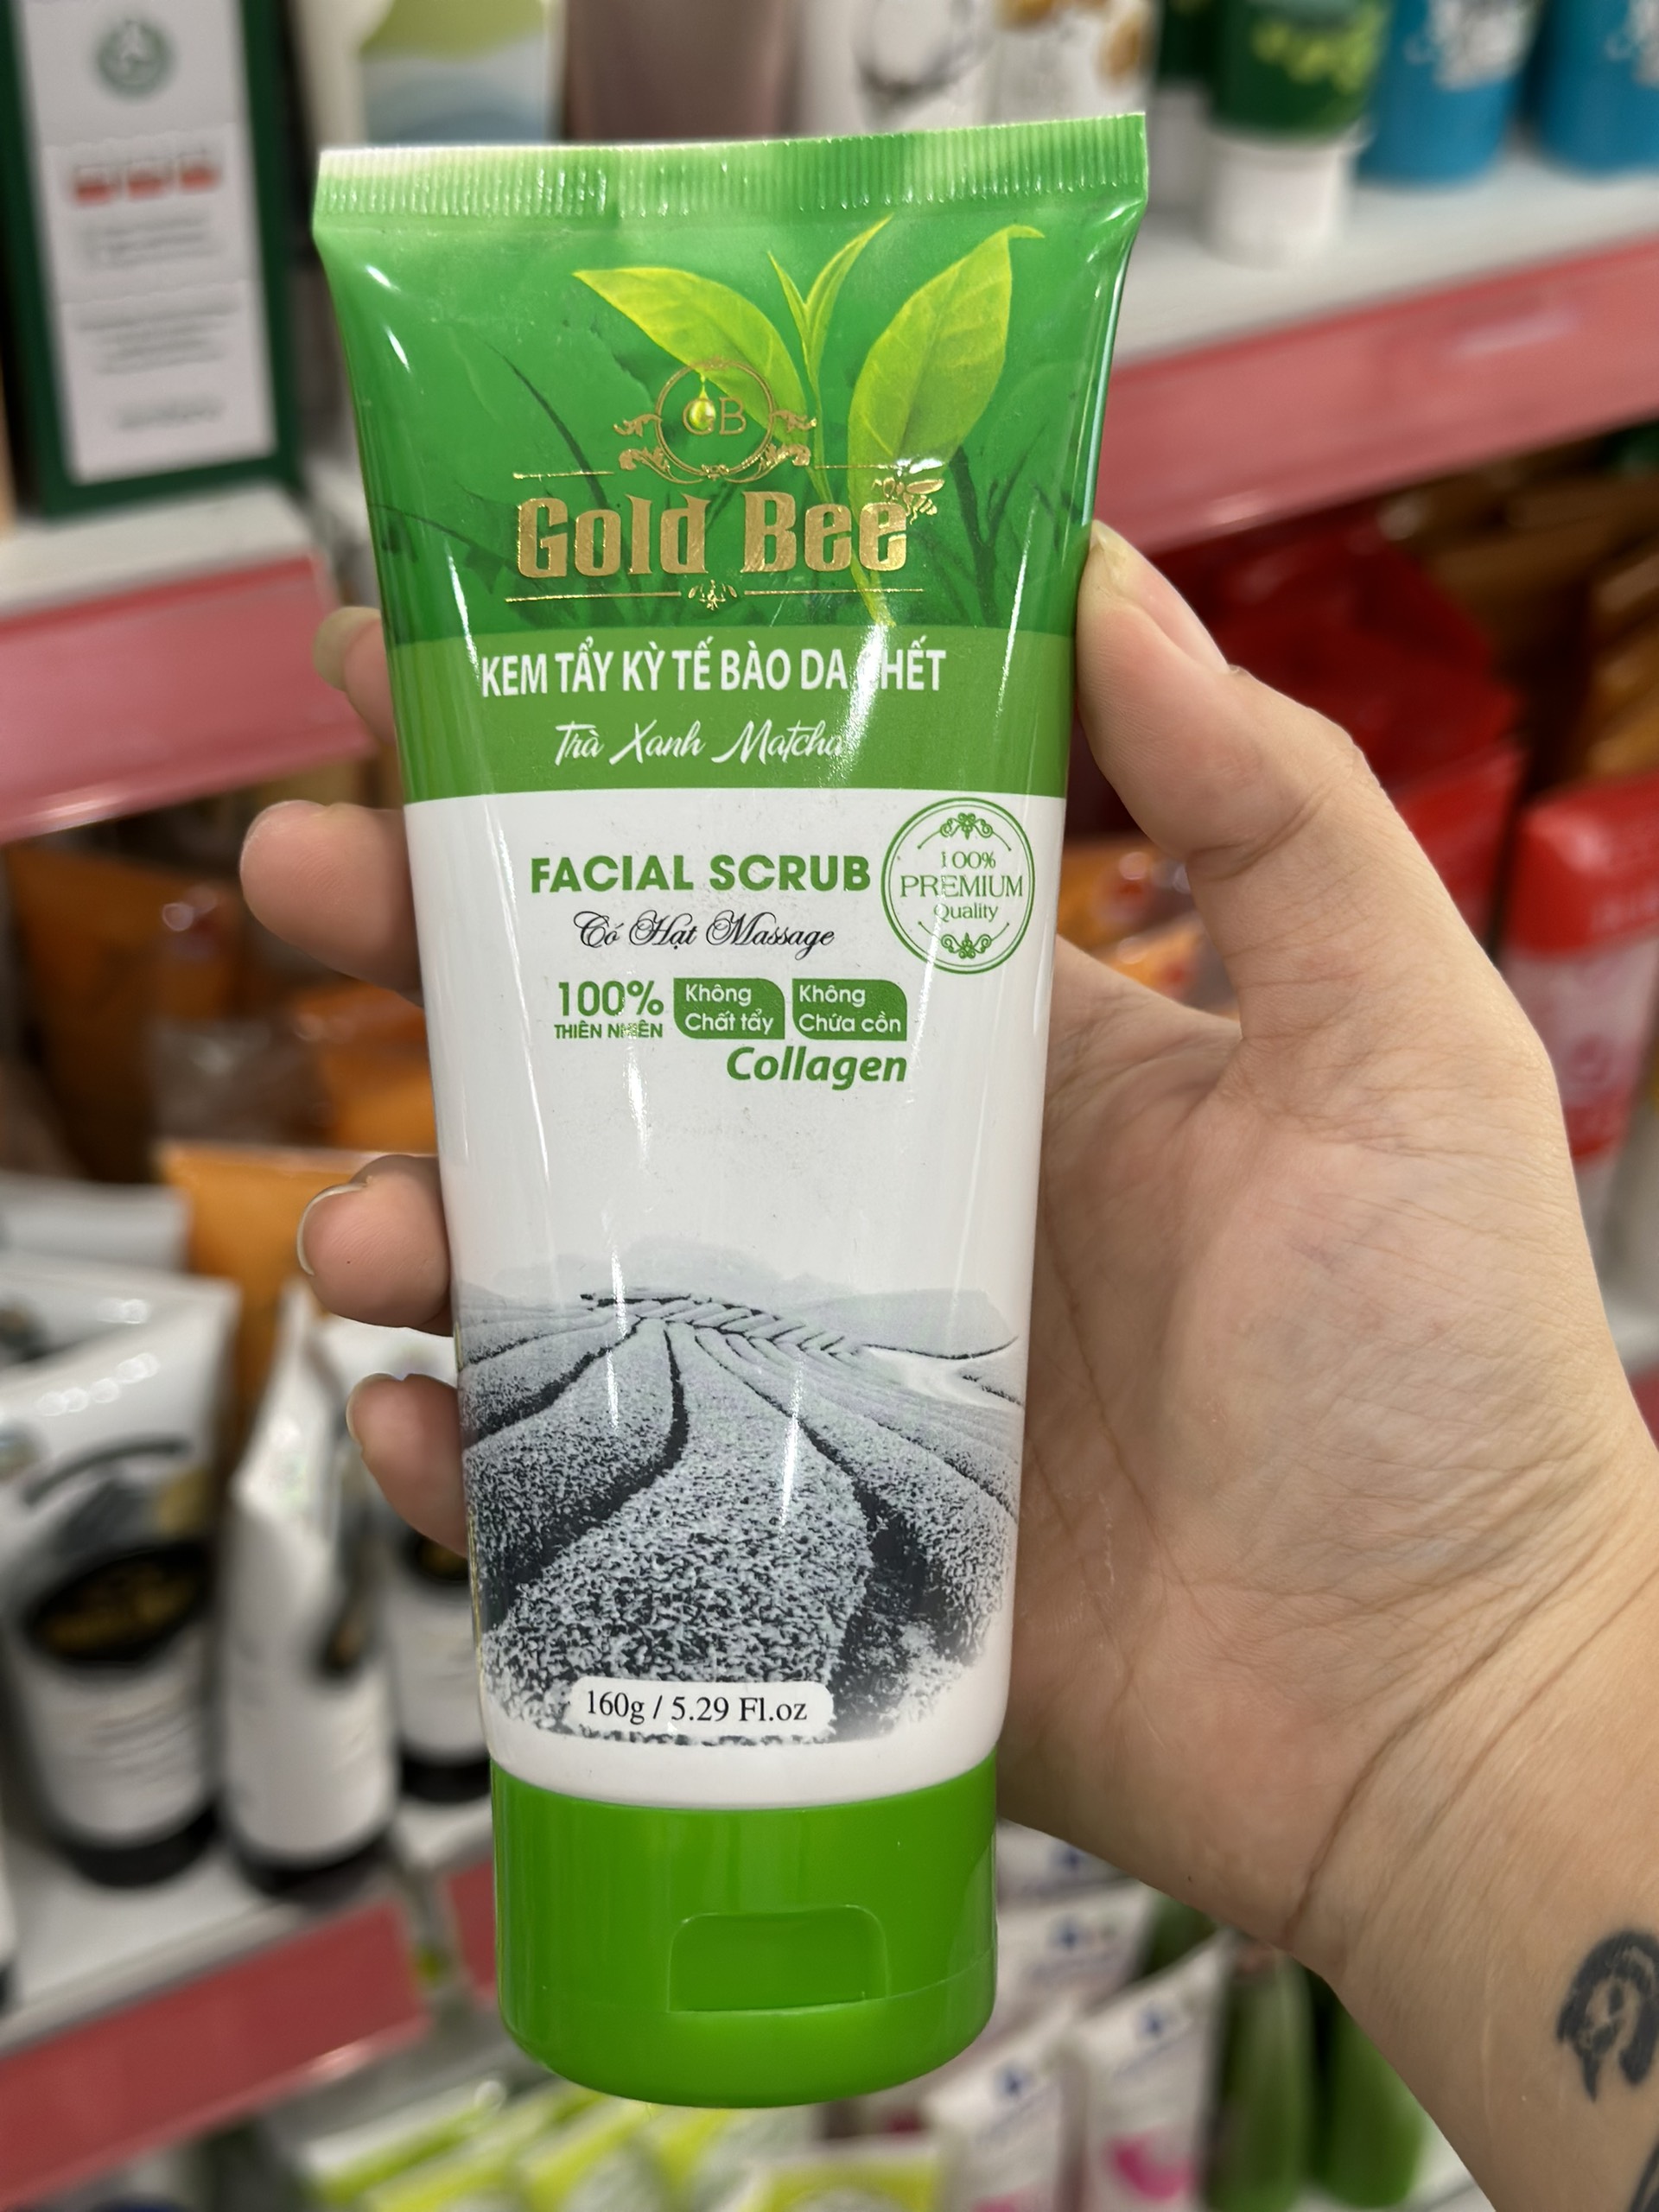 GB
Gold Bee
KEM TẨY KỲ TẾ BÀO DA CHẾT
Trà Xanh Matcha
FACIAL SCRUB
Có Hạt Massage
100%
PREMIUM
Quality
100%
THIÊN NHIÊN
Không
Chất tẩy
Không
Chứa cồn
Collagen
160g / 5.29 Fl.oz